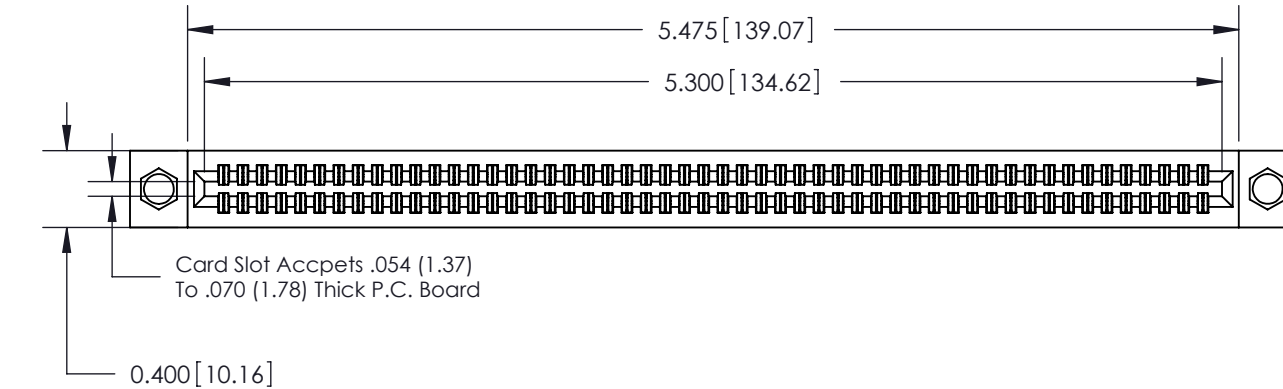 5.475[139.07]
5.300[134.62]
Card Slot Accpets .054 (1.37)
To .070 (1.78) Thick P.C. Board
0.400[10.16]